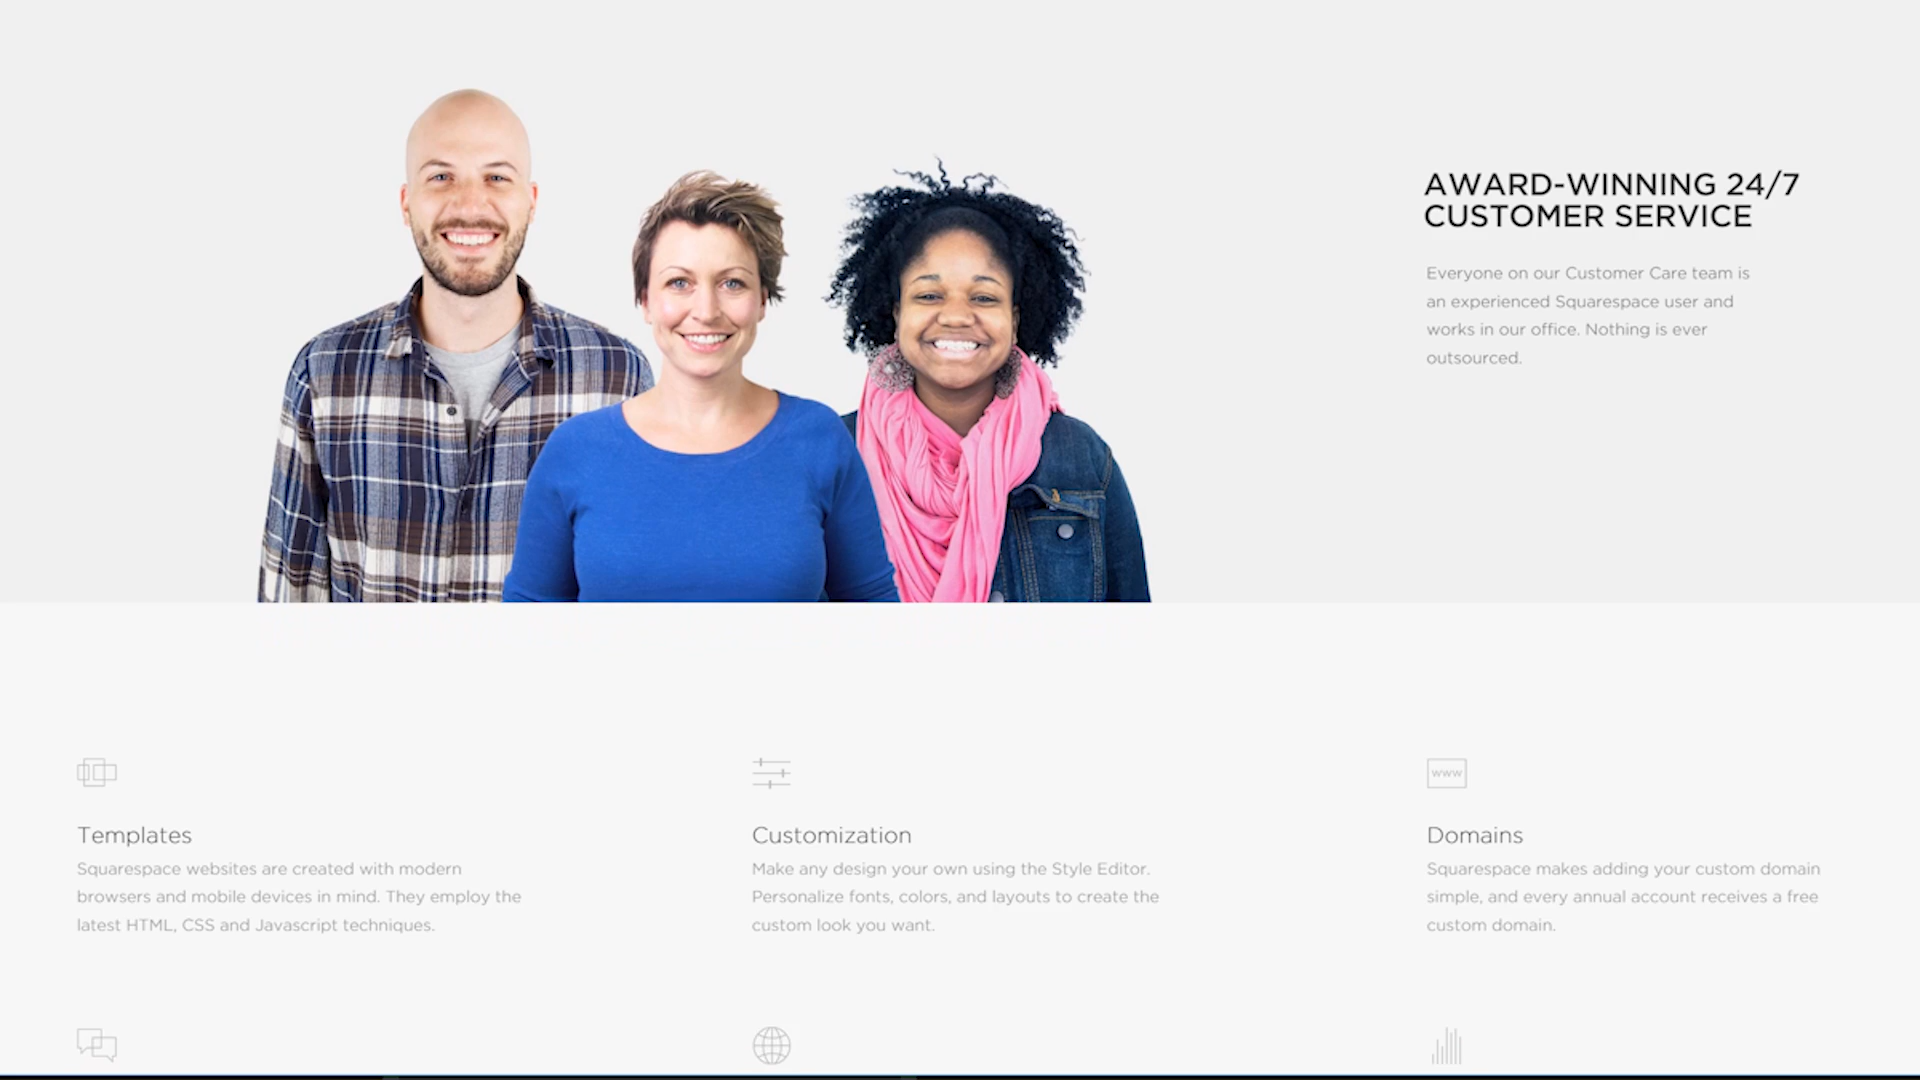 AWARD-WINNING 24/7
CUSTOMER SERVICE
Everyone on our Customer Care team is
an experienced Squarespace user and
works in our office. Nothing is ever
outsourced.
WWW
Templates
Squarespace websites are created with modern
browsers and mobile devices in mind. They employ the
latest HTML, CSS and Javascript techniques.
Customization
Make any design your own using the Style Editor.
Personalize fonts, colors, and layouts to create the
custom look you want.
Domains
Squarespace makes adding your custom domain
simple, and every annual account receives a free
custom domain.